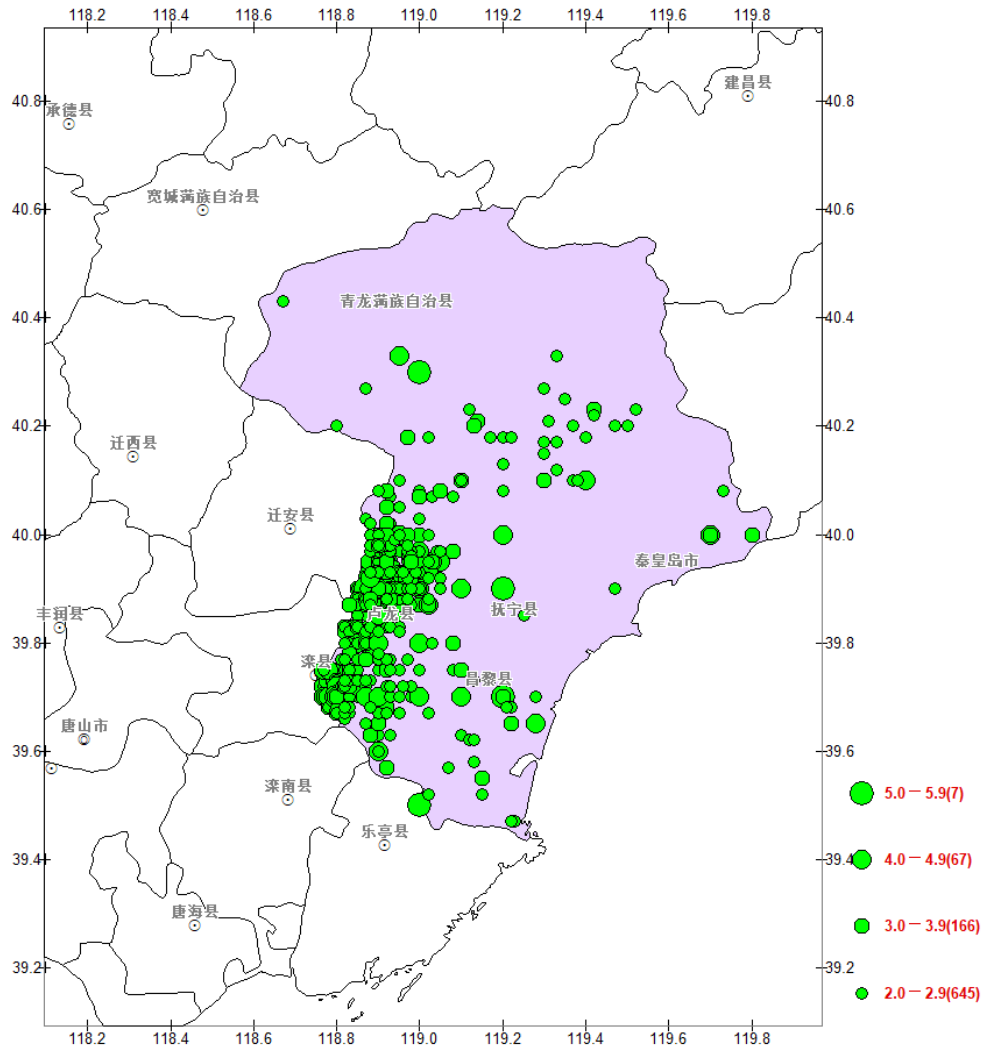 118.2 118.4 118.6 118.8 119.0 119.2 119.4 119.6 119.8
建昌县
40.8 40.8
承德县
宽城满族自治县
40.6 40.6
青龙满族自治县
40.4 40.4
40.2 40.2
迁西县
迁安县
40.0 40.0
秦皇岛市
丰润县 卢龙县 抚宁县
39.8 39.8
滦县
昌黎县
唐山市
39.6 39.6
滦南县
5.0－5.9(7)
乐亭县
39.4 39.4
4.0－4.9(67)
唐海县
3.0－3.9(166)
39.2 39.2
2.0－2.9(645)
118.2 118.4 118.6 118.8 119.0 119.2 119.4 119.6 119.8